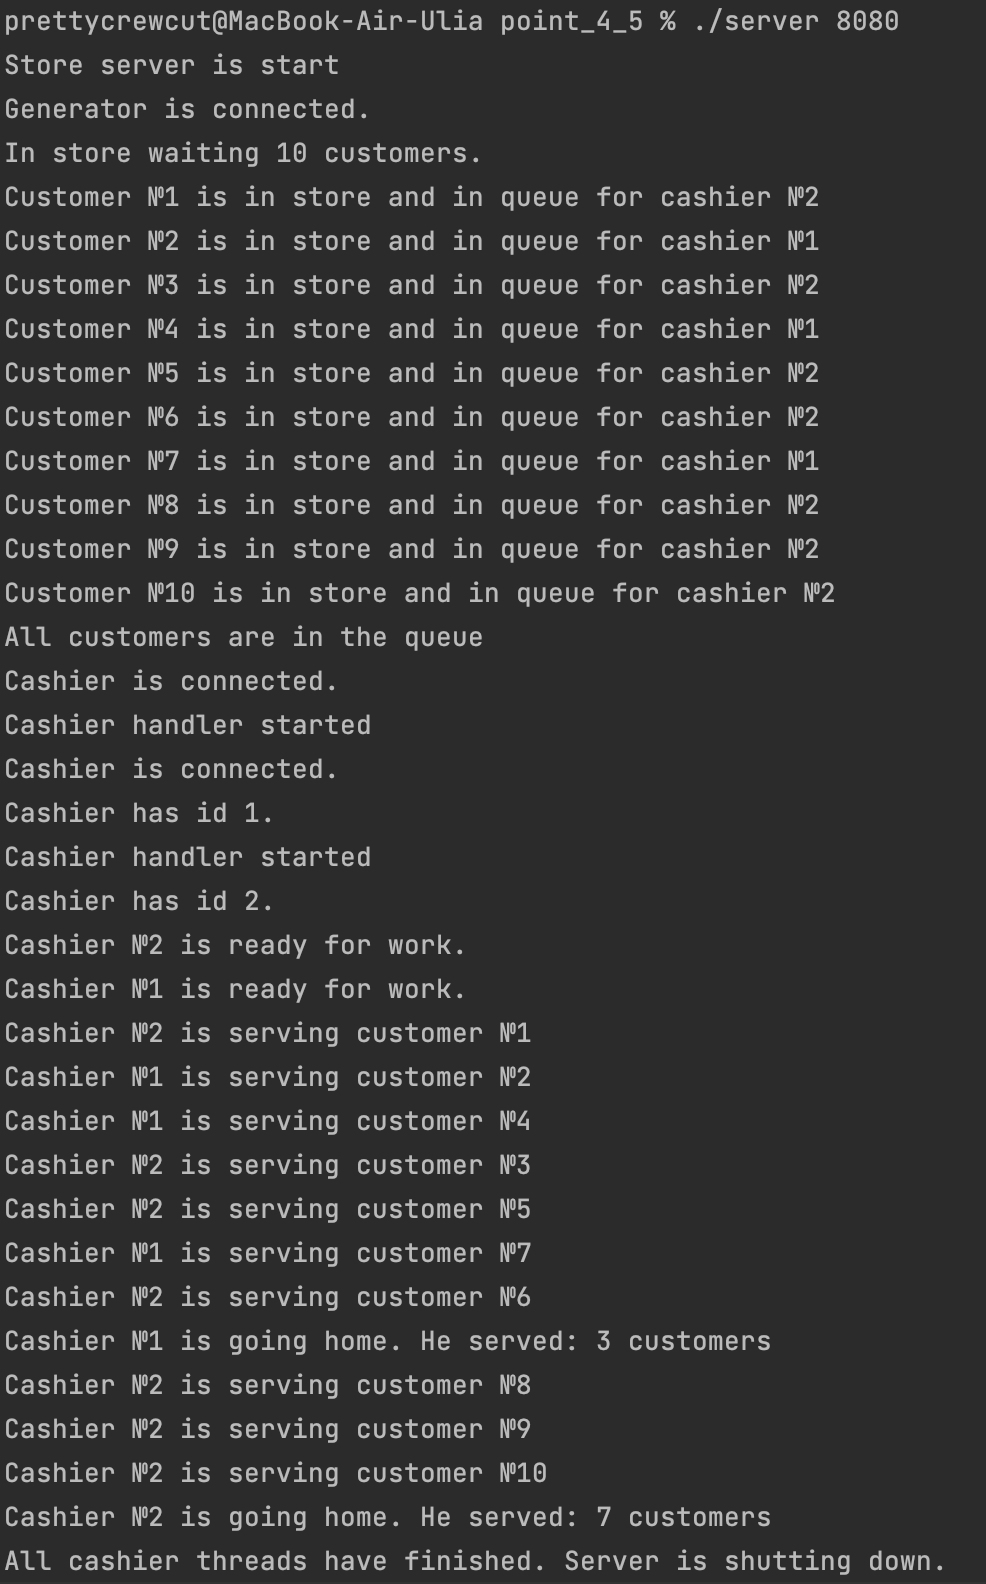 prettycrewcut@MacBook-Air-Ulia point_4_5 % ./server 8080
Store server is start
Generator is connected.
In store waiting 10 customers.
Customer №1 is in store and in queue for cashier №2
Customer №2 is in store and in queue for cashier №1
Customer №3 is in store and in queue for cashier №2
Customer №4 is in store and in queue for cashier №1
Customer №5 is in store and in queue for cashier №2
Customer №6 is in store and in queue for cashier №2
Customer №7 is in store and in queue for cashier №1
Customer №8 is in store and in queue for cashier №2
Customer №9 is in store and in queue for cashier №2
Customer №10 is in store and in queue for cashier №2
All customers are in the queue
Cashier is connected.
Cashier handler started
Cashier is connected.
Cashier has id 1.
Cashier handler started
Cashier has id 2.
Cashier №2 is ready for work.
Cashier №1 is ready for work.
Cashier №2 is serving customer №1
Cashier №1 is serving customer №2
Cashier №1 is serving customer №4
Cashier №2 is serving customer №3
Cashier №2 is serving customer №5
Cashier №1 is serving customer №7
Cashier №2 is serving customer №6
Cashier №1 is going home. He served: 3 customers
Cashier №2 is serving customer №8
Cashier №2 is serving customer №9
Cashier №2 is serving customer №10
Cashier №2 is going home. He served: 7 customers
All cashier threads have finished. Server is shutting down.